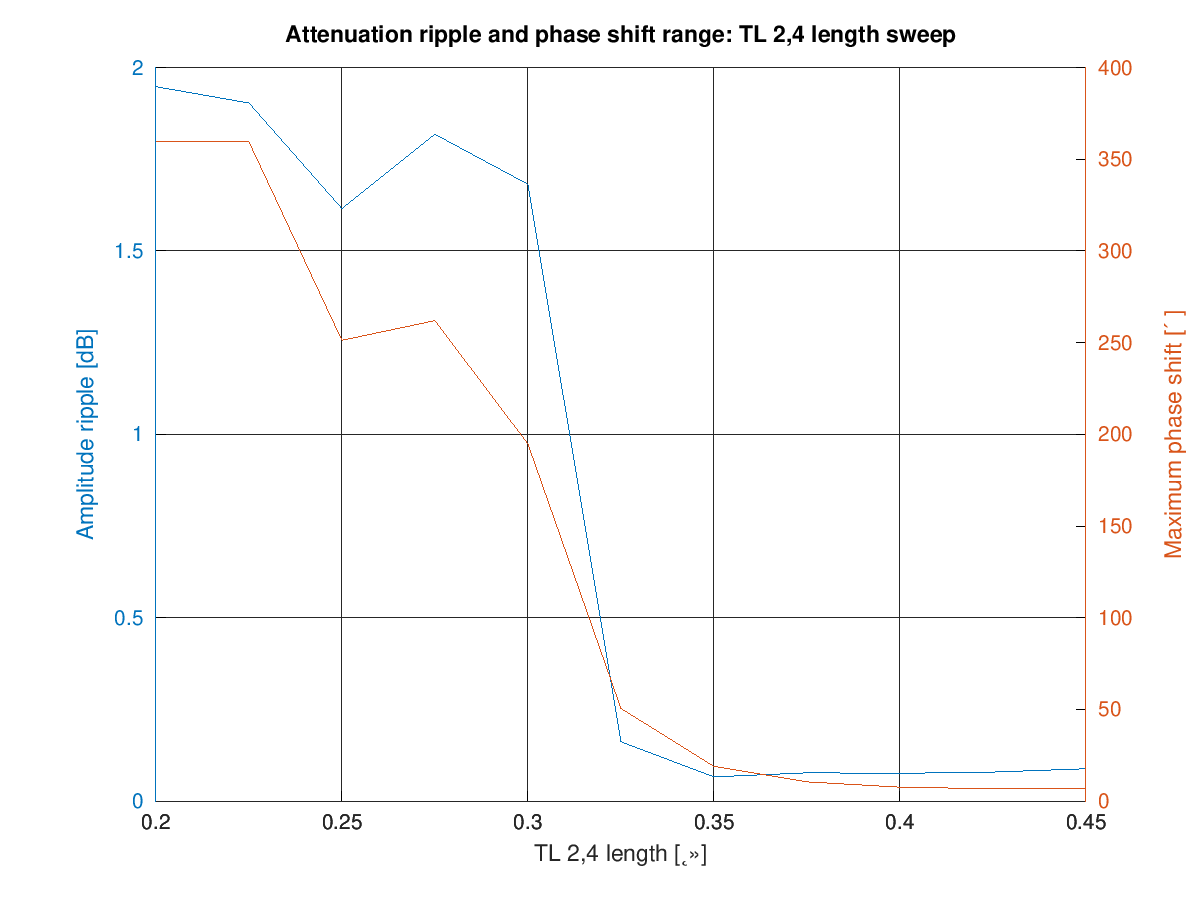 Attenuation ripple and phase shift range: TL 2,4 length sweep
2
1.5
1
0.5
0
Amplitude ripple [dB]
400
350
300
250
200
150
100
50
0
Maximum phase shift [´ ]
0.2 0.25 0.3 0.35 0.4 0.45
TL 2,4 length [˛»]